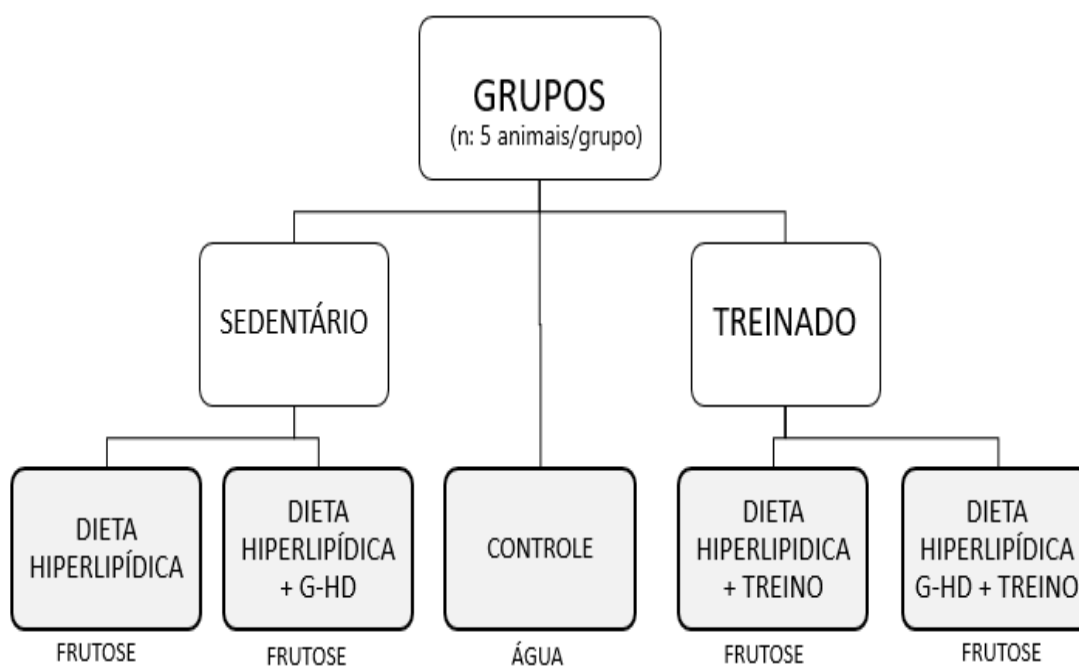 GRUPOS
(n: 5 animais/grupo)
SEDENTÁRIO
TREINADO
DIETA
HIPERLIPÍDICA
DIETA
HIPERLIPÍDICA
+ G-HD
CONTROLE
DIETA
HIPERLIPIDICA
+ TREINO
DIETA
HIPERLIPÍDICA
G-HD + TREINO
FRUTOSE
FRUTOSE
ÁGUA
FRUTOSE
FRUTOSE